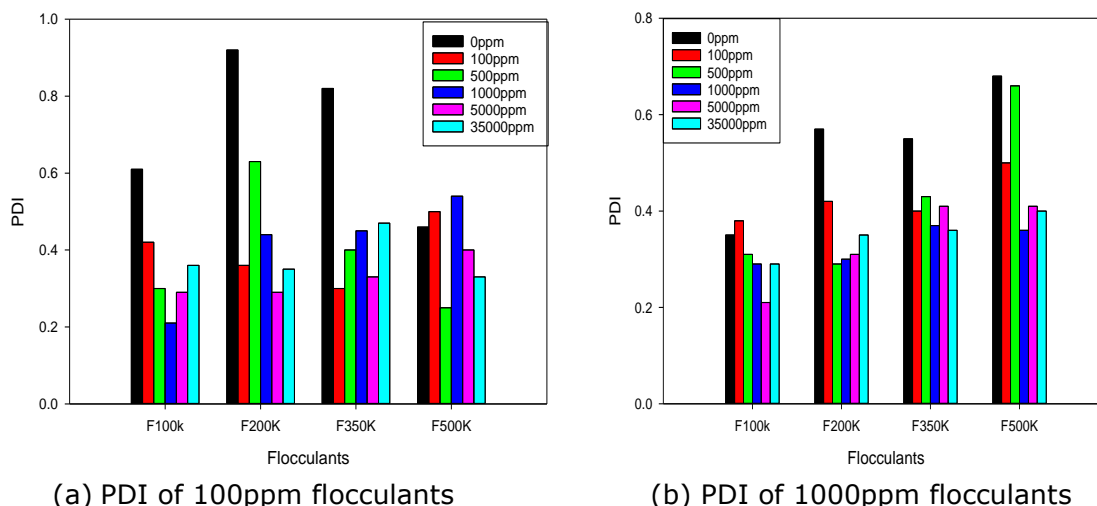 1.0
0.8
0.6
0.4
0.2
0.0
PDI
0ppm
100ppm
500ppm
1000ppm
5000ppm
35000ppm
F100k
F200K
F350K
F500K
Flocculants
(a) PDI of 100ppm flocculants
0.8
0.6
0.4
0.2
0.0
PDI
0ppm
100ppm
500ppm
1000ppm
5000ppm
35000ppm
F100k
F200K
F350K
F500K
Flocculants
(b) PDI of 1000ppm flocculants